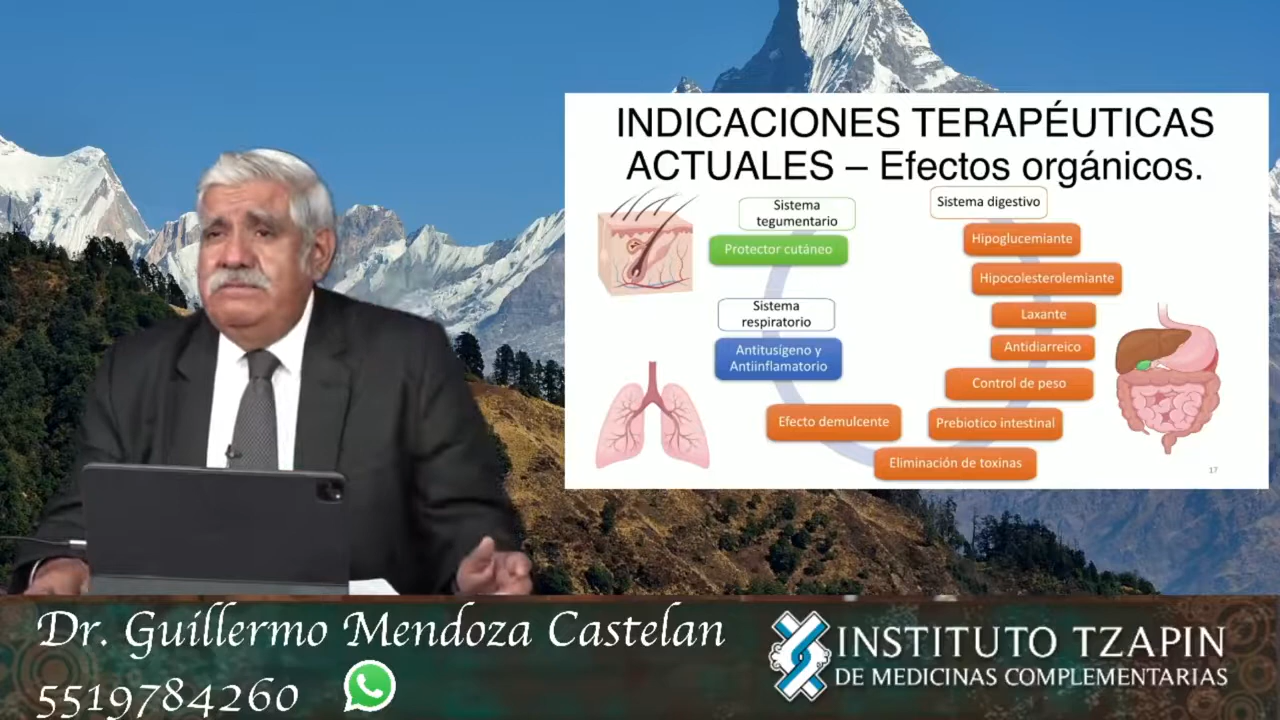 INDICACIONES TERAPÉUTICAS
ACTUALES – Efectos orgánicos.
Sistema
tegumentario
Protector cutáneo
Sistema
respiratorio
Antitusígeno y
Antiinflamatorio
Efecto demulcente
Sistema digestivo
Hipoglucemiante
Hipocolesterolemiante
Laxante
Antidiarreico
Control de peso
Prebiotico intestinal
Eliminación de toxinas
17
Dr. Guillermo Mendoza Castelan
5519784260
INSTITUTO TZAPIN
DE MEDICINAS COMPLEMENTARIAS